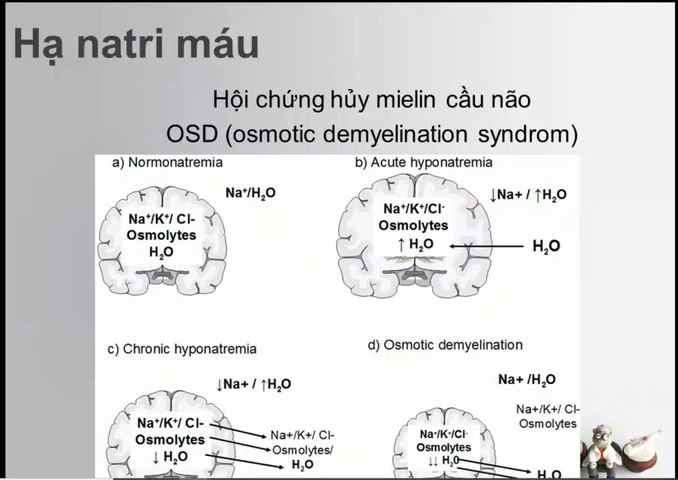 Hạ natri máu
Hội chứng hủy mielin cầu não
OSD (osmotic demyelination syndrom)
a) Normonatremia
Na⁺/H₂O
Na⁺/K⁺/ Cl-
Osmolytes
H₂O
b) Acute hyponatremia
↓Na+ / ↑H₂O
Na⁺/K⁺/Cl⁻
Osmolytes
↑ H₂O
H₂O
c) Chronic hyponatremia
↓Na+ / ↑H₂O
Na⁺/K⁺/ Cl-
Osmolytes
↓ H₂O
Na+/K+/ Cl-
Osmolytes/
H₂O
d) Osmotic demyelination
Na+ /H₂O
Na+/K+/ Cl-
Osmolytes
Na⁺/K⁺/Cl⁻
Osmolytes
↓↓ H₂O
H₂O